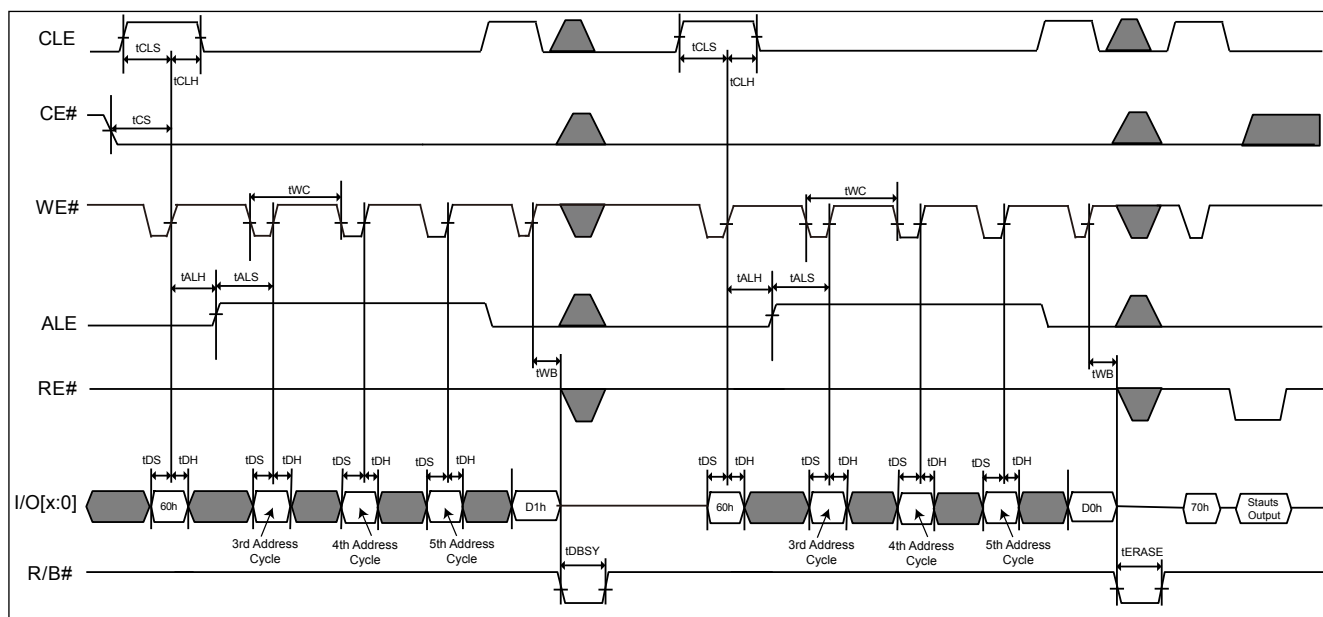 CLE
tCLS
tCLH
tCLS
tCLH
CE#
tCS
WE#
tWC
tWC
tALH
tALS
tALH
tALS
ALE
tWB
tWB
RE#
tDS
tDH
tDS
tDH
tDS
tDH
tDS
tDH
tDS
tDH
tDS
tDH
tDS
tDH
tDS
tDH
I/O[x:0]
60h
D1h
60h
D0h
70h
Stauts
Output
3rd Address
Cycle
4th Address
Cycle
5th Address
Cycle
3rd Address
Cycle
4th Address
Cycle
5th Address
Cycle
tDBSY
tERASE
R/B#